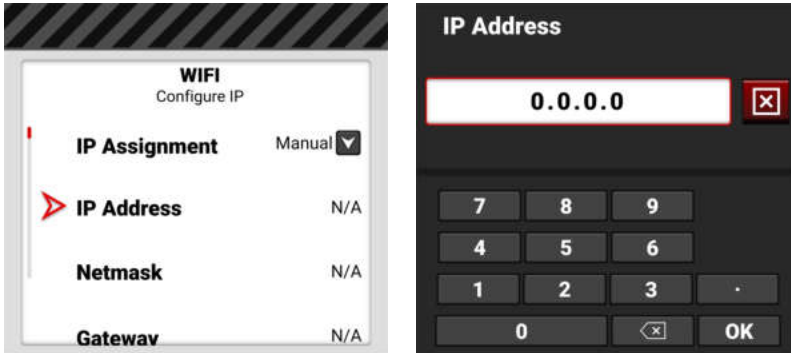 WIFI
Configure IP
IP Assignment Manual
IP Address N/A
Netmask N/A
Gateway N/A
IP Address
0.0.0.0
7 8 9
4 5 6
1 2 3 .
0 OK